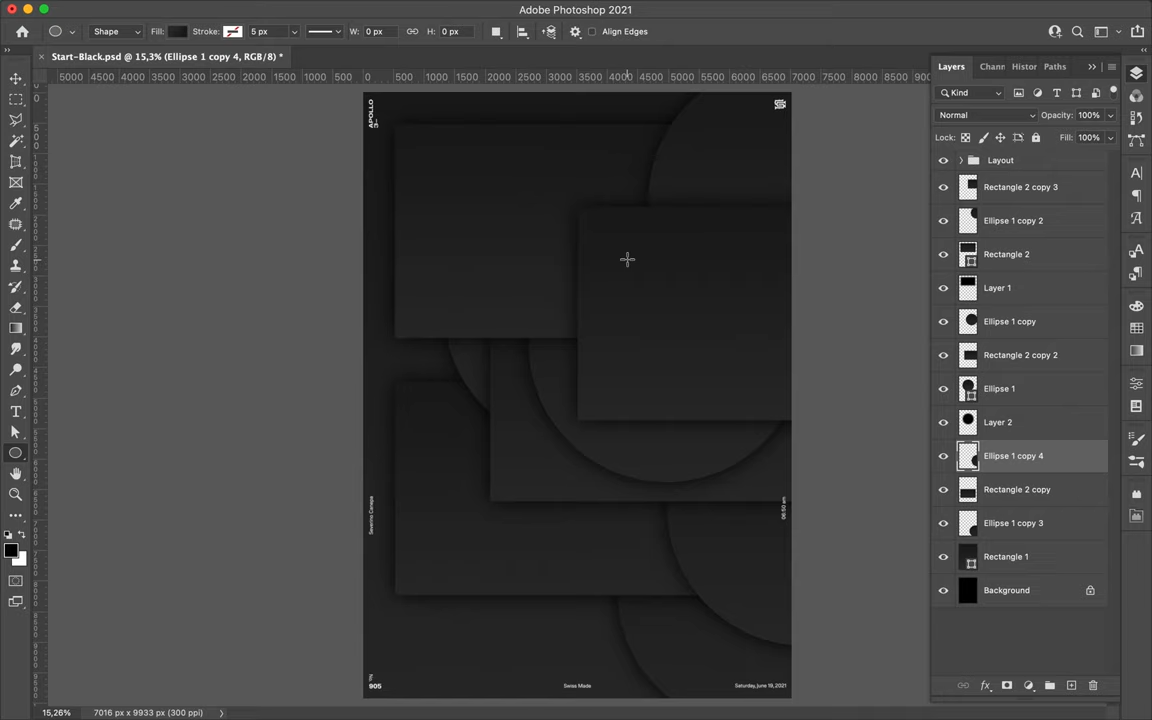 Adobe Photoshop 2021
Shape
Fill:
Stroke:
5 px
W: 0 px
H: 0 px
Align Edges
Start-Black.psd @ 15,3% (Ellipse 1 copy 4, RGB/8) *
5000 4500 4000 3500 3000 2500 2000 1500 1000 500 0 500 1000 1500 2000 2500 3000 3500 4000 4500 5000 5500 6000 6500 7000 7500 8000 8500
Layers
Chann
Histor
Paths
Kind
Normal
Opacity: 100%
Lock:
Fill: 100%
Layout
Rectangle 2 copy 3
Ellipse 1 copy 2
Rectangle 2
Layer 1
Ellipse 1 copy
Rectangle 2 copy 2
Ellipse 1
Layer 2
Ellipse 1 copy 4
Rectangle 2 copy
Ellipse 1 copy 3
Rectangle 1
Background
APOLLO
Severino Canepa
06:50 am
905
Swiss Made
Saturday, June 19, 2021
15,26%
7016 px x 9933 px (300 ppi)